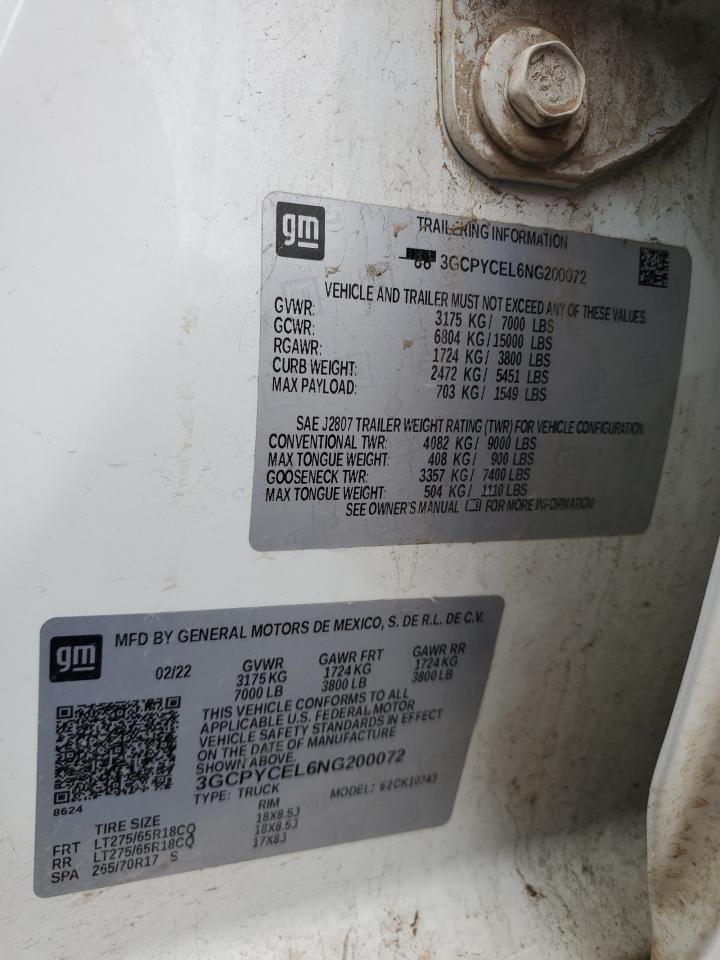 gm
TRAILERING INFORMATION
3GCPYCEL6NG200072
VEHICLE AND TRAILER MUST NOT EXCEED ANY OF THESE VALUES.
GVWR: 3175 KG / 7000 LBS
GCWR: 6804 KG / 15000 LBS
RGAWR: 1724 KG / 3800 LBS
CURB WEIGHT: 2472 KG / 5451 LBS
MAX PAYLOAD: 703 KG / 1549 LBS
SAE J2807 TRAILER WEIGHT RATING (TWR) FOR VEHICLE CONFIGURATION.
CONVENTIONAL TWR: 4082 KG / 9000 LBS
MAX TONGUE WEIGHT: 408 KG / 900 LBS
GOOSENECK TWR: 3357 KG / 7400 LBS
MAX TONGUE WEIGHT: 504 KG / 1110 LBS
SEE OWNER'S MANUAL FOR MORE INFORMATION
gm
MFD BY GENERAL MOTORS DE MEXICO, S. DE R.L. DE C.V.
02/22 GVWR GAWR FRT GAWR RR
3175 KG 1724 KG 1724 KG
7000 LB 3800 LB 3800 LB
THIS VEHICLE CONFORMS TO ALL
APPLICABLE U.S. FEDERAL MOTOR
VEHICLE SAFETY STANDARDS IN EFFECT
ON THE DATE OF MANUFACTURE
SHOWN ABOVE.
3GCPYCEL6NG200072
TYPE: TRUCK MODEL: 62CK10743
8624
TIRE SIZE RIM
FRT LT275/65R18CQ 18X8.5J
RR LT275/65R18CQ 18X8.5J
SPA 265/70R17 S 17X8J